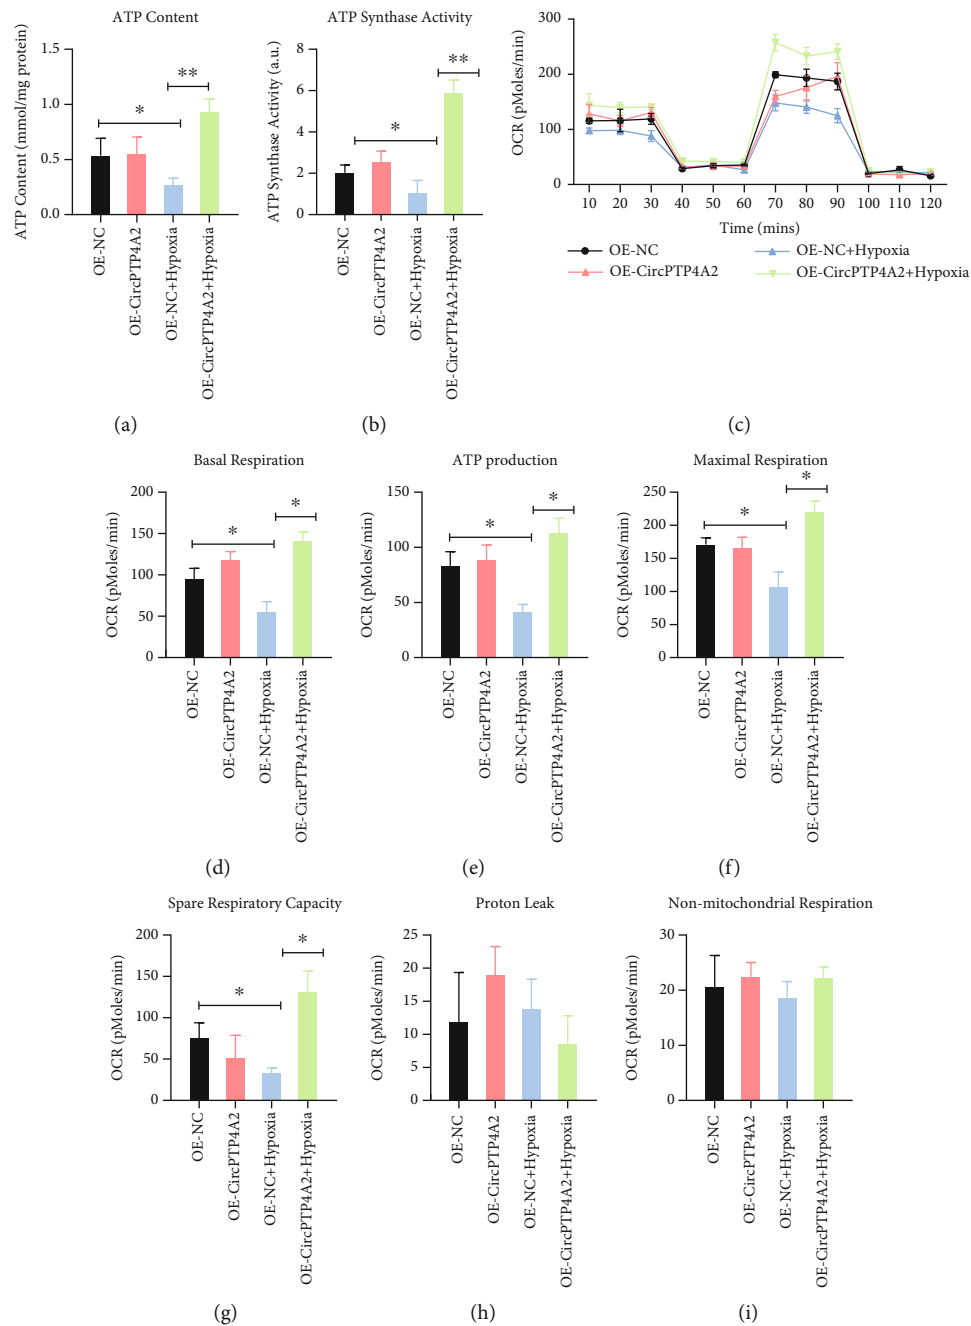 ATP Content
ATP Content (mmol/mg protein)
1.5
1.0
0.5
0.0
*
**
OE-NC
OE-CircPTP4A2
OE-NC+Hypoxia
OE-CircPTP4A2+Hypoxia
(a)
ATP Synthase Activity
ATP Synthase Activity (a.u.)
8
6
4
2
0
*
**
OE-NC
OE-CircPTP4A2
OE-NC+Hypoxia
OE-CircPTP4A2+Hypoxia
(b)
OCR (pMoles/min)
300
200
100
0
10 20 30 40 50 60 70 80 90 100 110 120
Time (mins)
OE-NC
OE-CircPTP4A2
OE-NC+Hypoxia
OE-CircPTP4A2+Hypoxia
(c)
Basal Respiration
OCR (pMoles/min)
200
150
100
50
0
*
*
OE-NC
OE-CircPTP4A2
OE-NC+Hypoxia
OE-CircPTP4A2+Hypoxia
(d)
ATP production
OCR (pMoles/min)
150
100
50
0
*
*
OE-NC
OE-CircPTP4A2
OE-NC+Hypoxia
OE-CircPTP4A2+Hypoxia
(e)
Maximal Respiration
OCR (pMoles/min)
250
200
150
100
50
0
*
*
OE-NC
OE-CircPTP4A2
OE-NC+Hypoxia
OE-CircPTP4A2+Hypoxia
(f)
Spare Respiratory Capacity
OCR (pMoles/min)
200
150
100
50
0
*
*
OE-NC
OE-CircPTP4A2
OE-NC+Hypoxia
OE-CircPTP4A2+Hypoxia
(g)
Proton Leak
OCR (pMoles/min)
25
20
15
10
5
0
OE-NC
OE-CircPTP4A2
OE-NC+Hypoxia
OE-CircPTP4A2+Hypoxia
(h)
Non-mitochondrial Respiration
OCR (pMoles/min)
30
20
10
0
OE-NC
OE-CircPTP4A2
OE-NC+Hypoxia
OE-CircPTP4A2+Hypoxia
(i)